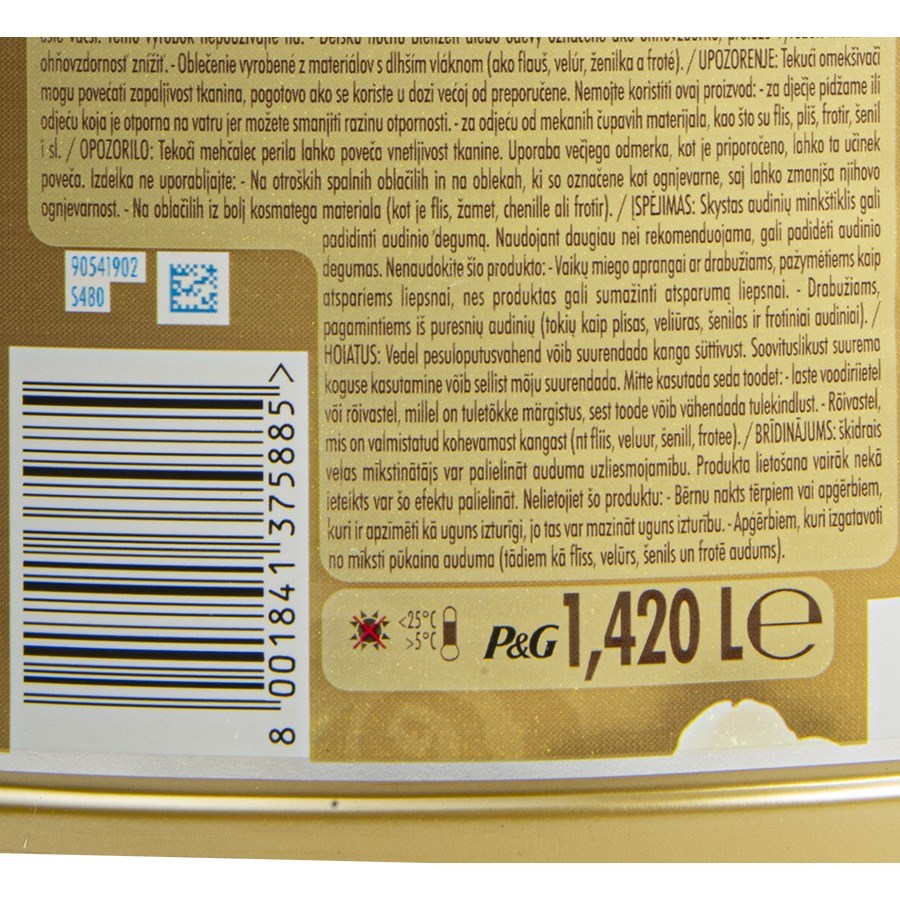 ohňovzdornosť znížiť. - Oblečenie vyrobené z materiálov s dlhším vláknom (ako flauš, velúr, ženilka a froté). / UPOZORENJE: Tekući omekšivači
mogu povećati zapaljivost tkanina, pogotovo ako se koriste u dozi većoj od preporučene. Nemojte koristiti ovaj proizvod: - za dječje pidžame ili
odjeću koja je otporna na vatru jer možete smanjiti razinu otpornosti. - za odjeću od mekanih čupavih materijala, kao što su flis, pliš, frotir, šenil
i sl. / OPOZORILO: Tekoči mehčalec perila lahko poveča vnetljivost tkanine. Uporaba večjega odmerka, kot je priporočeno, lahko ta učinek
poveča. Izdelka ne uporabljajte: - Na otroških spalnih oblačilih in na oblekah, ki so označene kot ognjevarne, saj lahko zmanjša njihovo
ognjevarnost. - Na oblačilih iz bolj kosmatega materiala (kot je flis, žamet, chenille ali frotir). / ĮSPĖJIMAS: Skystas audinių minkštiklis gali
padidinti audinio degumą. Naudojant daugiau nei rekomenduojama, gali padidėti audinio
degumas. Nenaudokite šio produkto: - Vaikų miego aprangai ar drabužiams, pažymėtiems kaip
atspariems liepsnai, nes produktas gali sumažinti atsparumą liepsnai. - Drabužiams,
pagamintiems iš puresnių audinių (tokių kaip plisas, veliūras, šenilas ir frotiniai audiniai). /
HOIATUS: Vedel pesuloputusvahend võib suurendada kanga süttivust. Soovituslikust suurema
koguse kasutamine võib sellist mõju suurendada. Mitte kasutada seda toodet: - laste voodiriietel
või rõivastel, millel on tuletõkke märgistus, sest toode võib vähendada tulekindlust. - Rõivastel,
mis on valmistatud kohevamast kangast (nt fliis, veluur, šenill, frotee). / BRĪDINĀJUMS: šķidrais
veļas mīkstinātājs var palielināt auduma uzliesmojamību. Produkta lietošana vairāk nekā
ieteikts var šo efektu palielināt. Nelietojiet šo produktu: - Bērnu nakts tērpiem vai apģērbiem,
kuri ir apzīmēti kā uguns izturīgi, jo tas var mazināt uguns izturību. - Apģērbiem, kuri izgatavoti
no mīksti pūkaina auduma (tādiem kā flīss, velūrs, šenils un frotē audums).
90541902
S480
8 001841 375885 >
<25°C
>5°C
P&G
1,420 L ℮